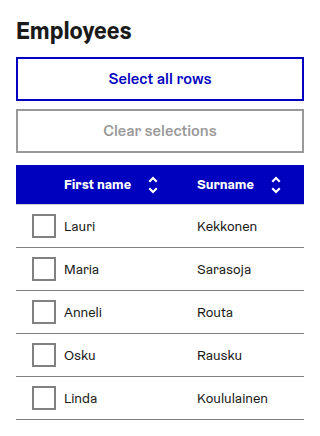 Employees
Select all rows
Clear selections
First name Surname
Lauri Kekkonen
Maria Sarasoja
Anneli Routa
Osku Rausku
Linda Koululainen